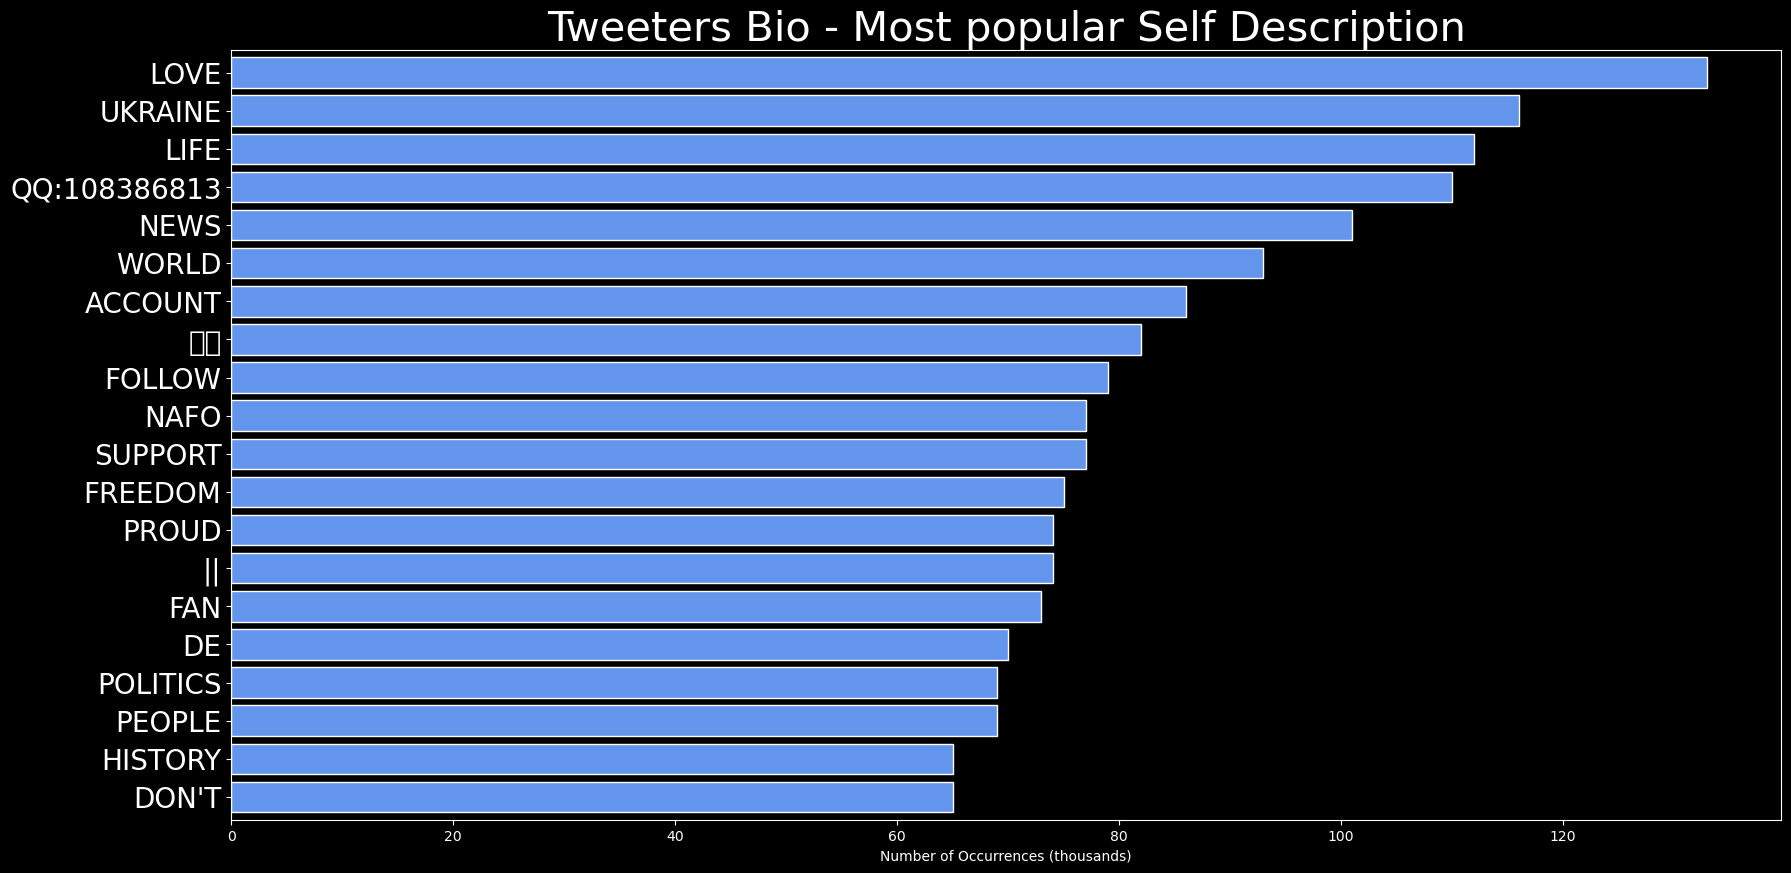 Tweeters Bio - Most popular Self Description
LOVE
UKRAINE
LIFE
QQ:108386813
NEWS
WORLD
ACCOUNT
FOLLOW
NAFO
SUPPORT
FREEDOM
PROUD
||
FAN
DE
POLITICS
PEOPLE
HISTORY
DON'T
0 20 40 60 80 100 120
Number of Occurrences (thousands)